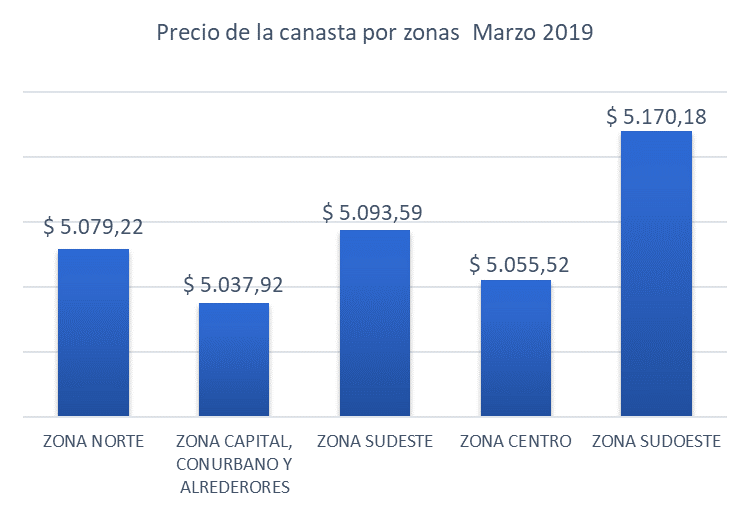 Precio de la canasta por zonas  Marzo 2019
$ 5.170,18
$ 5.093,59
$ 5.079,22
$ 5.055,52
$ 5.037,92
ZONA NORTE
ZONA CAPITAL,
CONURBANO Y
ALREDERORES
ZONA SUDESTE
ZONA CENTRO
ZONA SUDOESTE